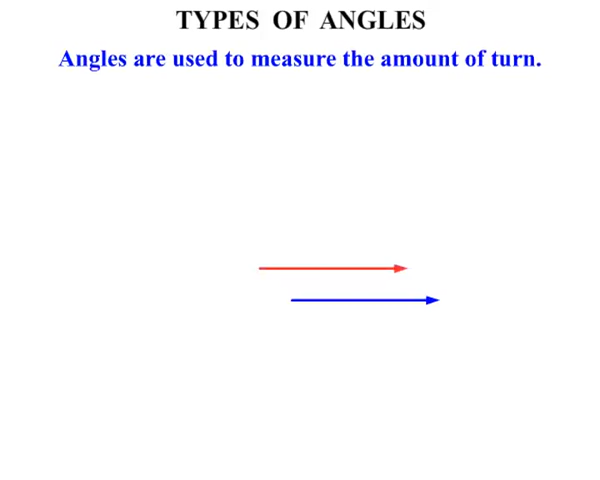 TYPES OF ANGLES
Angles are used to measure the amount of turn.